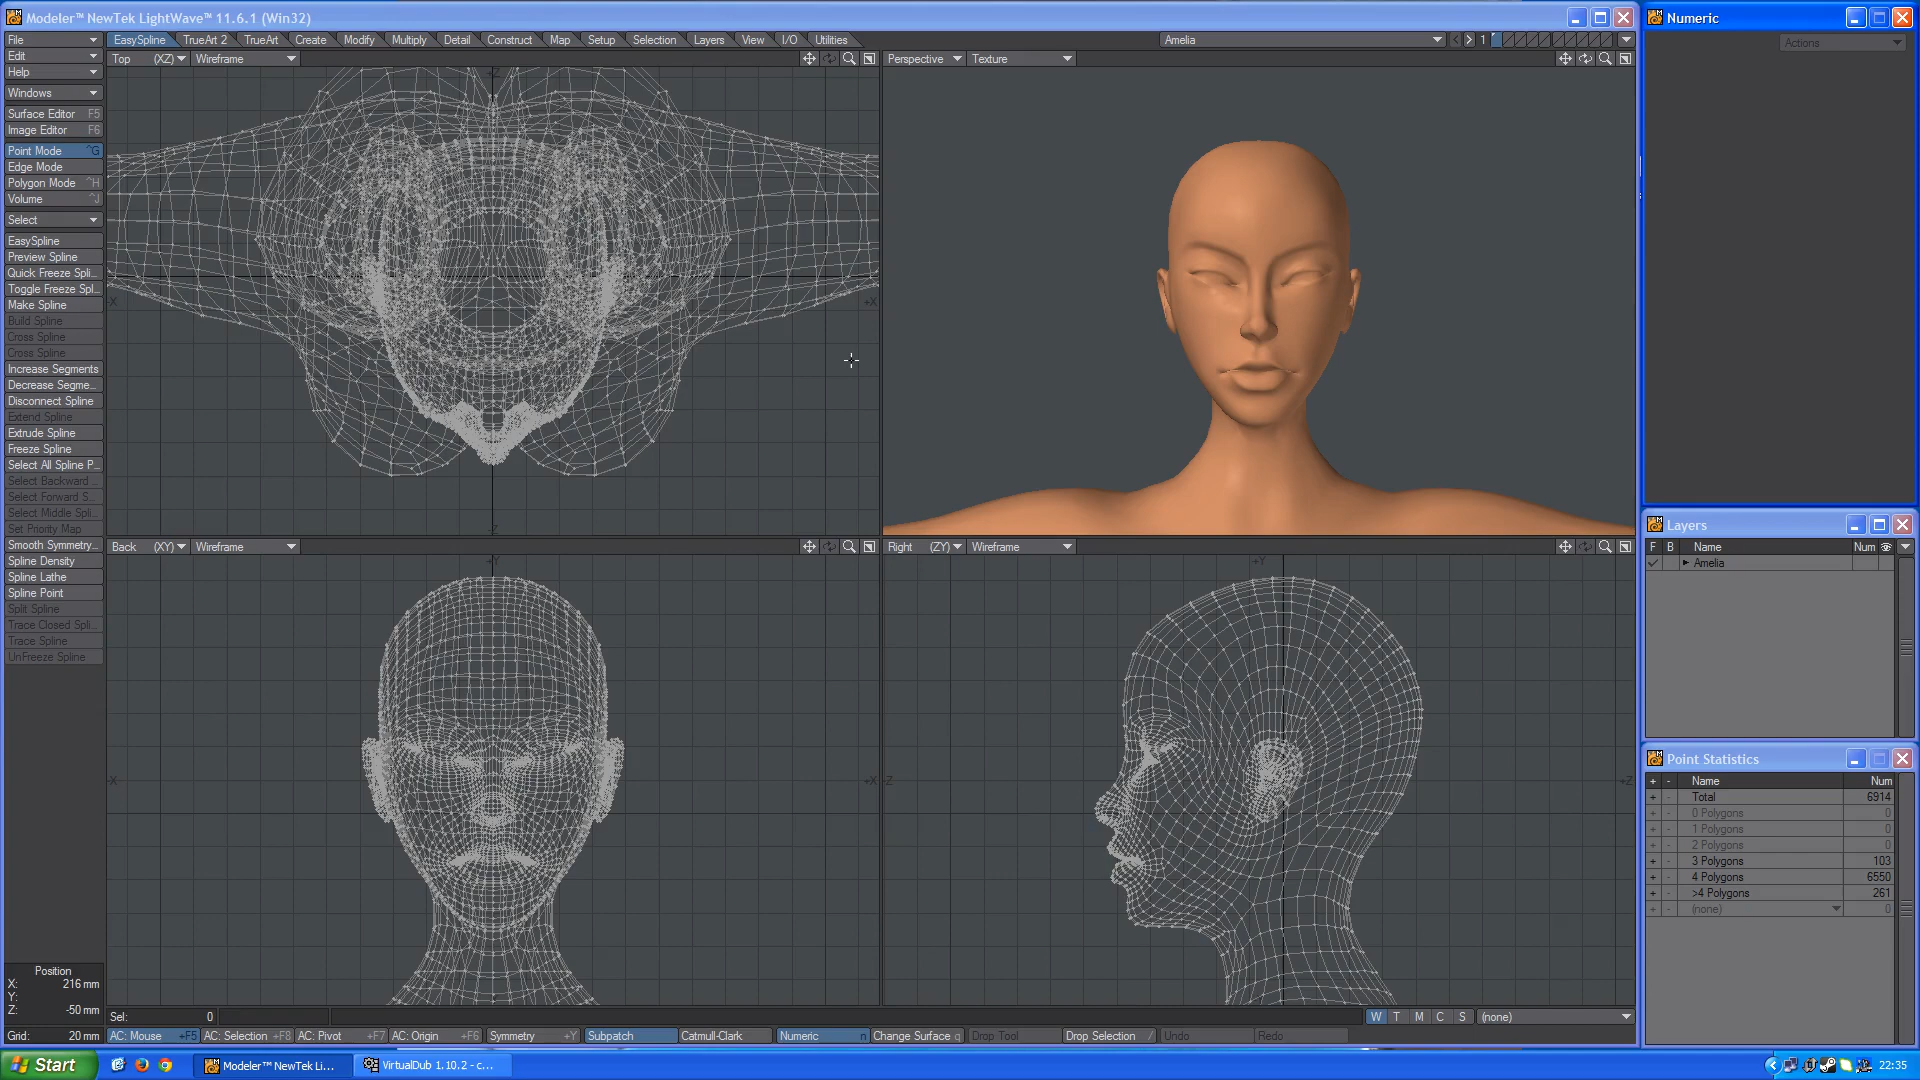 Modeler™ NewTek LightWave™ 11.6.1 (Win32)
Numeric
File EasySpline TrueArt 2 TrueArt Create Modify Multiply Detail Construct Map Setup Selection Layers View I/O Utilities Amelia 1
Actions
Edit
Help
Top (XZ) Wireframe
Perspective Texture
Windows
Surface Editor F5
Image Editor F6
Point Mode ^G
Edge Mode
Polygon Mode ^H
Volume ^J
Select
EasySpline
Preview Spline
Quick Freeze Spli...
Toggle Freeze Spl...
Make Spline
Build Spline
Cross Spline
Cross Spline
Increase Segments
Decrease Segme...
Disconnect Spline
Extend Spline
Extrude Spline
Freeze Spline
Select All Spline P...
Select Backward ...
Select Forward S...
Select Middle Spli...
Set Priority Map
Smooth Symmetry...
Spline Density
Spline Lathe
Spline Point
Split Spline
Trace Closed Spli...
Trace Spline
UnFreeze Spline
Back (XY) Wireframe
Right (ZY) Wireframe
Layers
F B Name Num
Amelia
Point Statistics
+ - Name Num
+ - Total 6914
+ - 0 Polygons 0
+ - 1 Polygons 0
+ - 2 Polygons 0
+ - 3 Polygons 103
+ - 4 Polygons 6550
+ - >4 Polygons 261
+ - (none) 0
Position
X: 216 mm
Y:
Z: -50 mm
Sel: 0
W T M C S (none)
Grid: 20 mm AC: Mouse +F5 AC: Selection +F8 AC: Pivot +F7 AC: Origin +F6 Symmetry +Y Subpatch Catmull-Clark Numeric n Change Surface q Drop Tool Drop Selection / Undo Redo
Start Modeler™ NewTek Li... VirtualDub 1.10.2 - c... 22:35